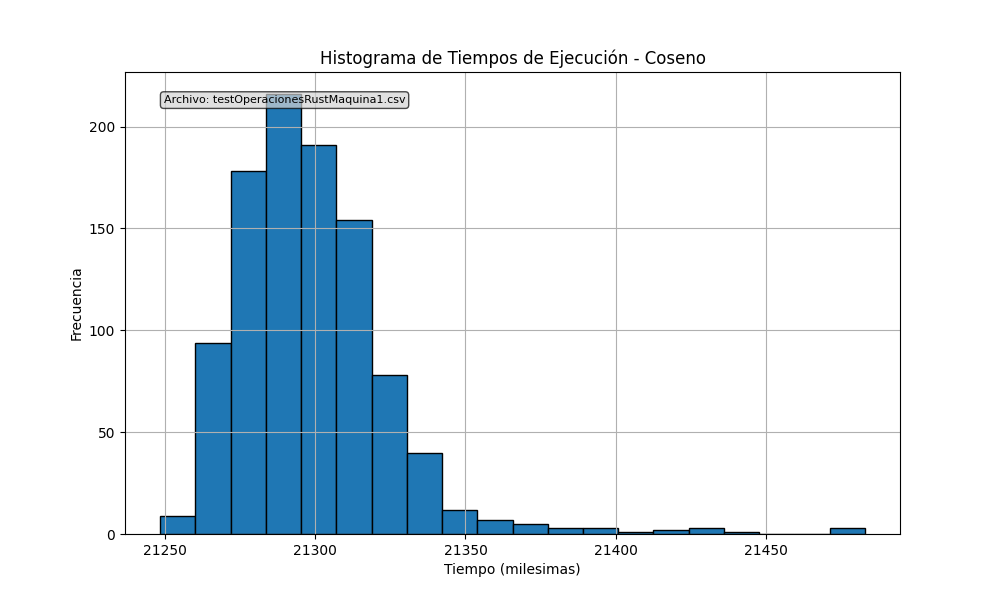 Histograma de Tiempos de Ejecución - Coseno
Archivo: testOperacionesRustMaquina1.csv
200
150
100
50
0
Frecuencia
21250 21300 21350 21400 21450
Tiempo (milesimas)